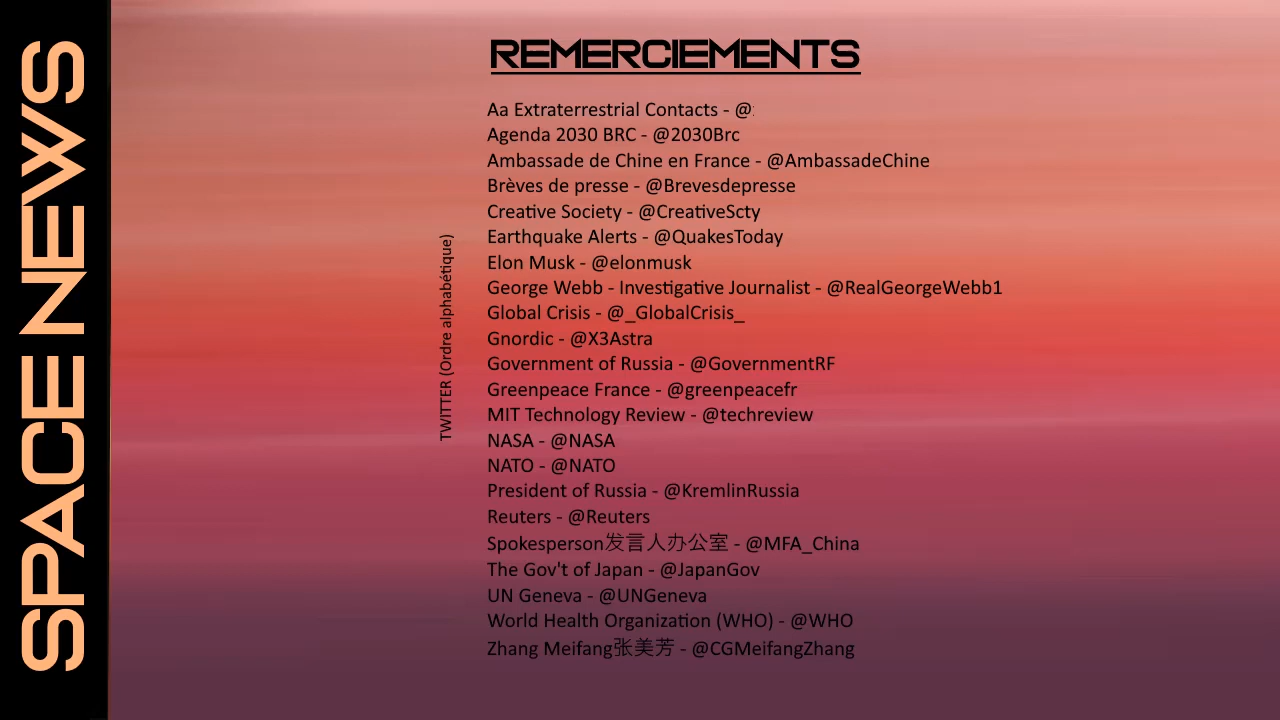 SPACE NEWS
REMERCIEMENTS
TWITTER (Ordre alphabétique)
Aa Extraterrestrial Contacts - @
Agenda 2030 BRC - @2030Brc
Ambassade de Chine en France - @AmbassadeChine
Brèves de presse - @Brevesdepresse
Creative Society - @CreativeScty
Earthquake Alerts - @QuakesToday
Elon Musk - @elonmusk
George Webb - Investigative Journalist - @RealGeorgeWebb1
Global Crisis - @_GlobalCrisis_
Gnordic - @X3Astra
Government of Russia - @GovernmentRF
Greenpeace France - @greenpeacefr
MIT Technology Review - @techreview
NASA - @NASA
NATO - @NATO
President of Russia - @KremlinRussia
Reuters - @Reuters
Spokesperson发言人办公室 - @MFA_China
The Gov't of Japan - @JapanGov
UN Geneva - @UNGeneva
World Health Organization (WHO) - @WHO
Zhang Meifang张美芳 - @CGMeifangZhang